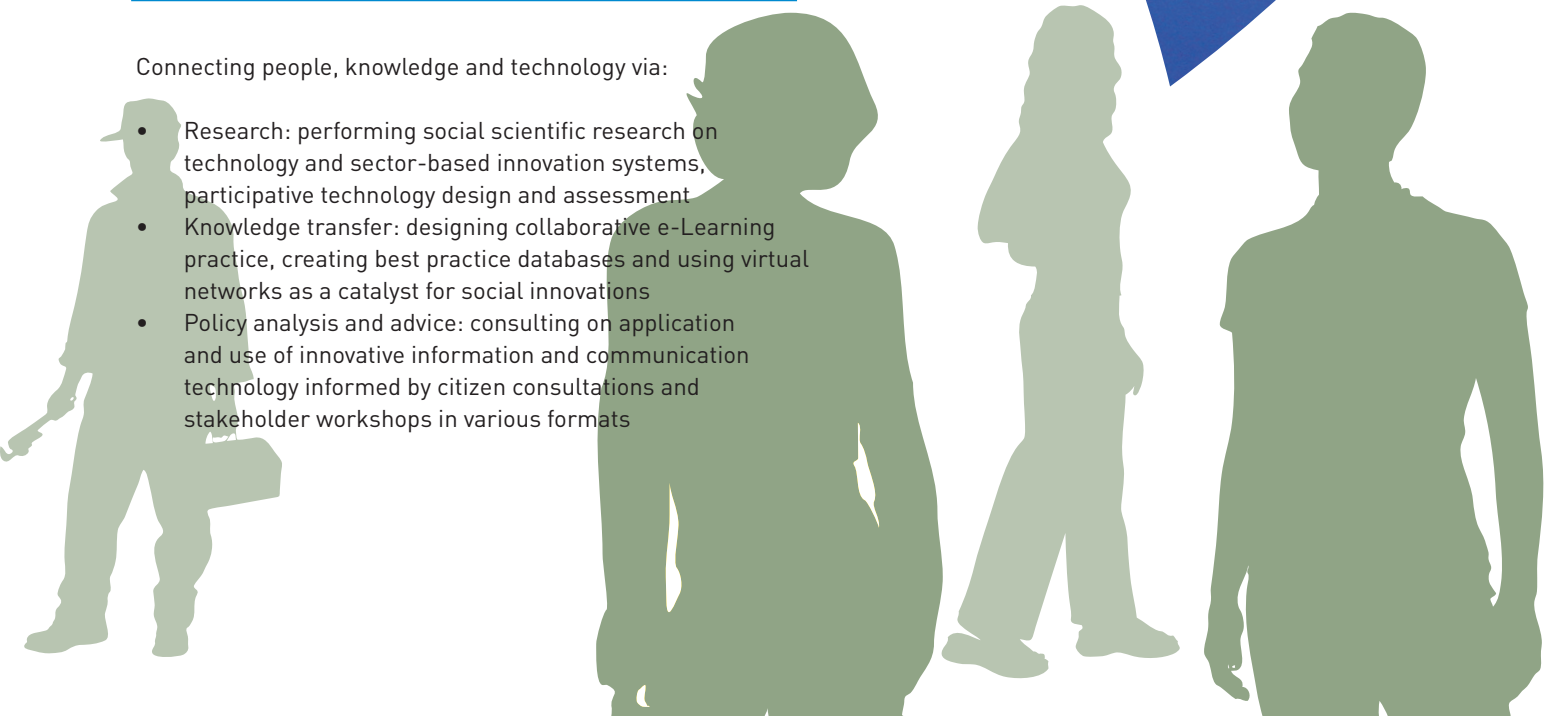 Connecting people, knowledge and technology via:
• Research: performing social scientific research on
technology and sector-based innovation systems,
participative technology design and assessment
• Knowledge transfer: designing collaborative e-Learning
practice, creating best practice databases and using virtual
networks as a catalyst for social innovations
• Policy analysis and advice: consulting on application
and use of innovative information and communication
technology informed by citizen consultations and
stakeholder workshops in various formats